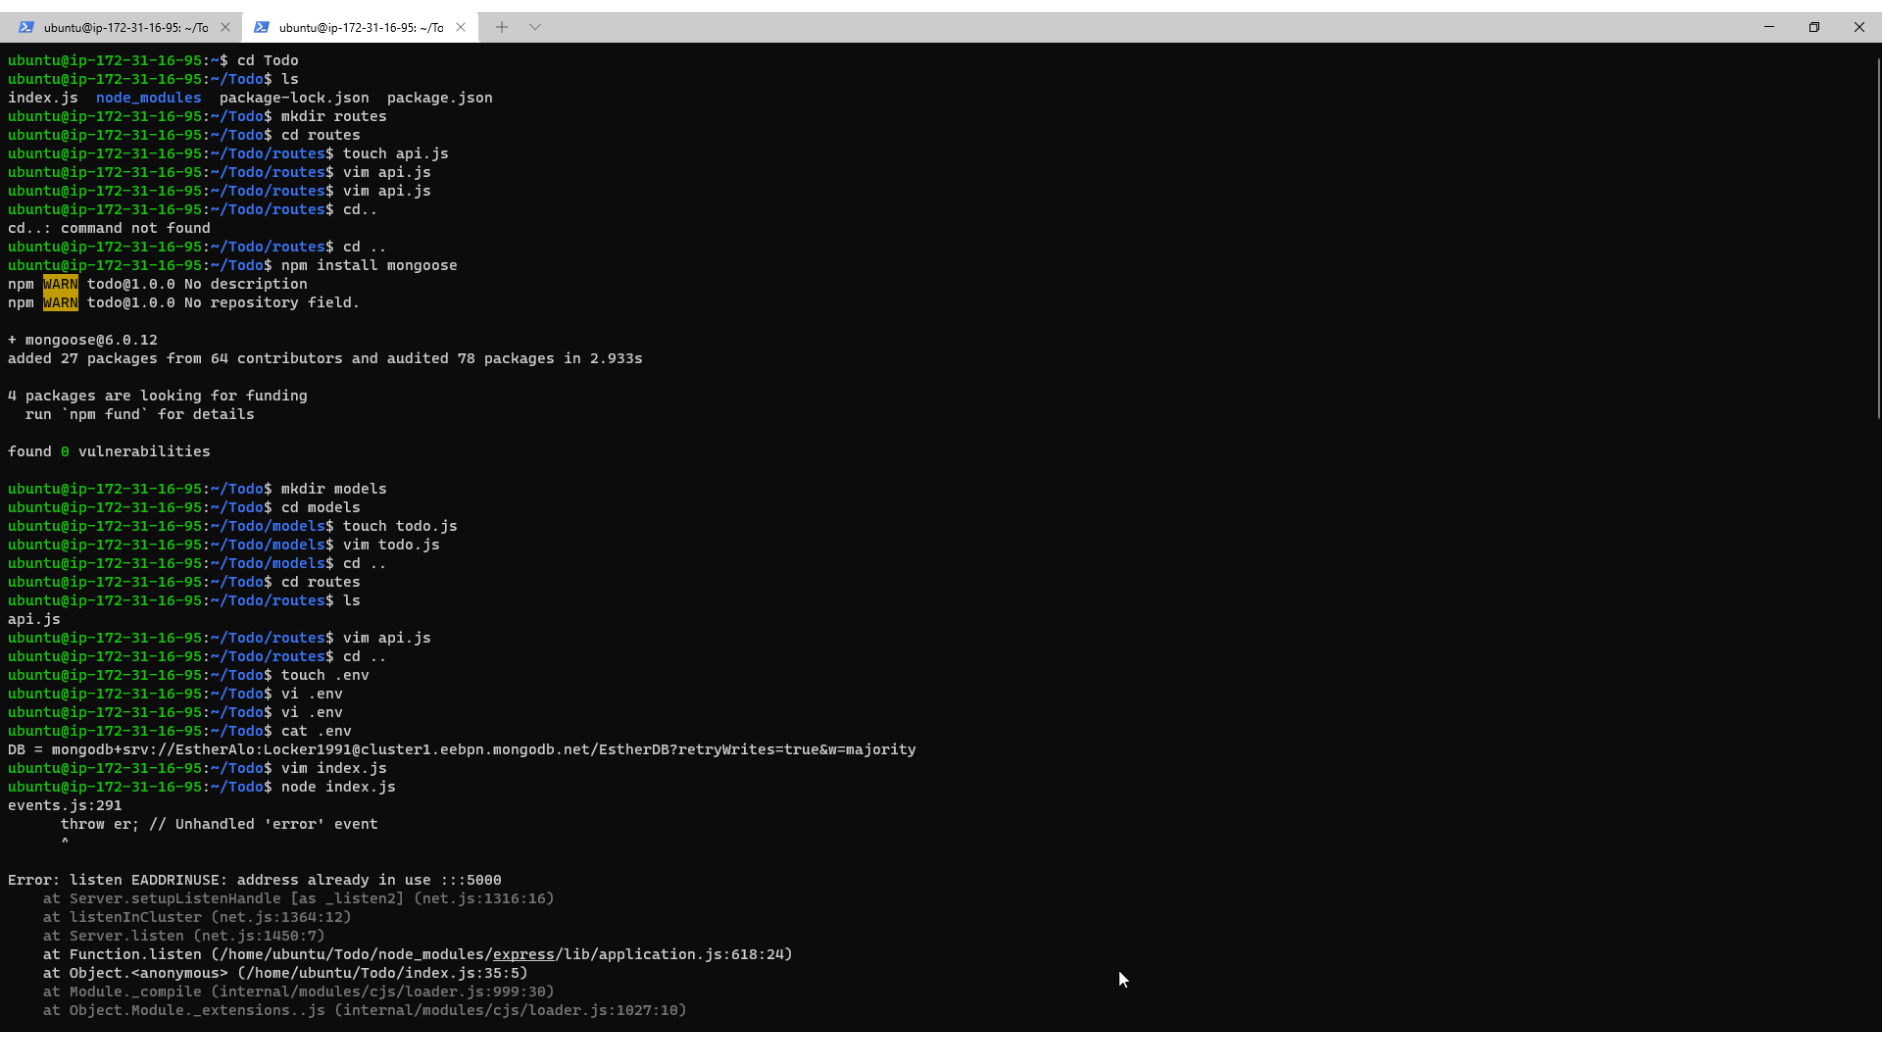 ubuntu@ip-172-31-16-95: ~/To
ubuntu@ip-172-31-16-95: ~/To
ubuntu@ip-172-31-16-95:~$ cd Todo
ubuntu@ip-172-31-16-95:~/Todo$ ls
index.js  node_modules  package-lock.json  package.json
ubuntu@ip-172-31-16-95:~/Todo$ mkdir routes
ubuntu@ip-172-31-16-95:~/Todo$ cd routes
ubuntu@ip-172-31-16-95:~/Todo/routes$ touch api.js
ubuntu@ip-172-31-16-95:~/Todo/routes$ vim api.js
ubuntu@ip-172-31-16-95:~/Todo/routes$ vim api.js
ubuntu@ip-172-31-16-95:~/Todo/routes$ cd..
cd..: command not found
ubuntu@ip-172-31-16-95:~/Todo/routes$ cd ..
ubuntu@ip-172-31-16-95:~/Todo$ npm install mongoose
npm WARN todo@1.0.0 No description
npm WARN todo@1.0.0 No repository field.
+ mongoose@6.0.12
added 27 packages from 64 contributors and audited 78 packages in 2.933s
4 packages are looking for funding
  run `npm fund` for details
found 0 vulnerabilities
ubuntu@ip-172-31-16-95:~/Todo$ mkdir models
ubuntu@ip-172-31-16-95:~/Todo$ cd models
ubuntu@ip-172-31-16-95:~/Todo/models$ touch todo.js
ubuntu@ip-172-31-16-95:~/Todo/models$ vim todo.js
ubuntu@ip-172-31-16-95:~/Todo/models$ cd ..
ubuntu@ip-172-31-16-95:~/Todo$ cd routes
ubuntu@ip-172-31-16-95:~/Todo/routes$ ls
api.js
ubuntu@ip-172-31-16-95:~/Todo/routes$ vim api.js
ubuntu@ip-172-31-16-95:~/Todo/routes$ cd ..
ubuntu@ip-172-31-16-95:~/Todo$ touch .env
ubuntu@ip-172-31-16-95:~/Todo$ vi .env
ubuntu@ip-172-31-16-95:~/Todo$ vi .env
ubuntu@ip-172-31-16-95:~/Todo$ cat .env
DB = mongodb+srv://EstherAlo:Locker1991@cluster1.eebpn.mongodb.net/EstherDB?retryWrites=true&w=majority
ubuntu@ip-172-31-16-95:~/Todo$ vim index.js
ubuntu@ip-172-31-16-95:~/Todo$ node index.js
events.js:291
      throw er; // Unhandled 'error' event
      ^
Error: listen EADDRINUSE: address already in use :::5000
    at Server.setupListenHandle [as _listen2] (net.js:1316:16)
    at listenInCluster (net.js:1364:12)
    at Server.listen (net.js:1450:7)
    at Function.listen (/home/ubuntu/Todo/node_modules/express/lib/application.js:618:24)
    at Object.<anonymous> (/home/ubuntu/Todo/index.js:35:5)
    at Module._compile (internal/modules/cjs/loader.js:999:30)
    at Object.Module._extensions..js (internal/modules/cjs/loader.js:1027:10)